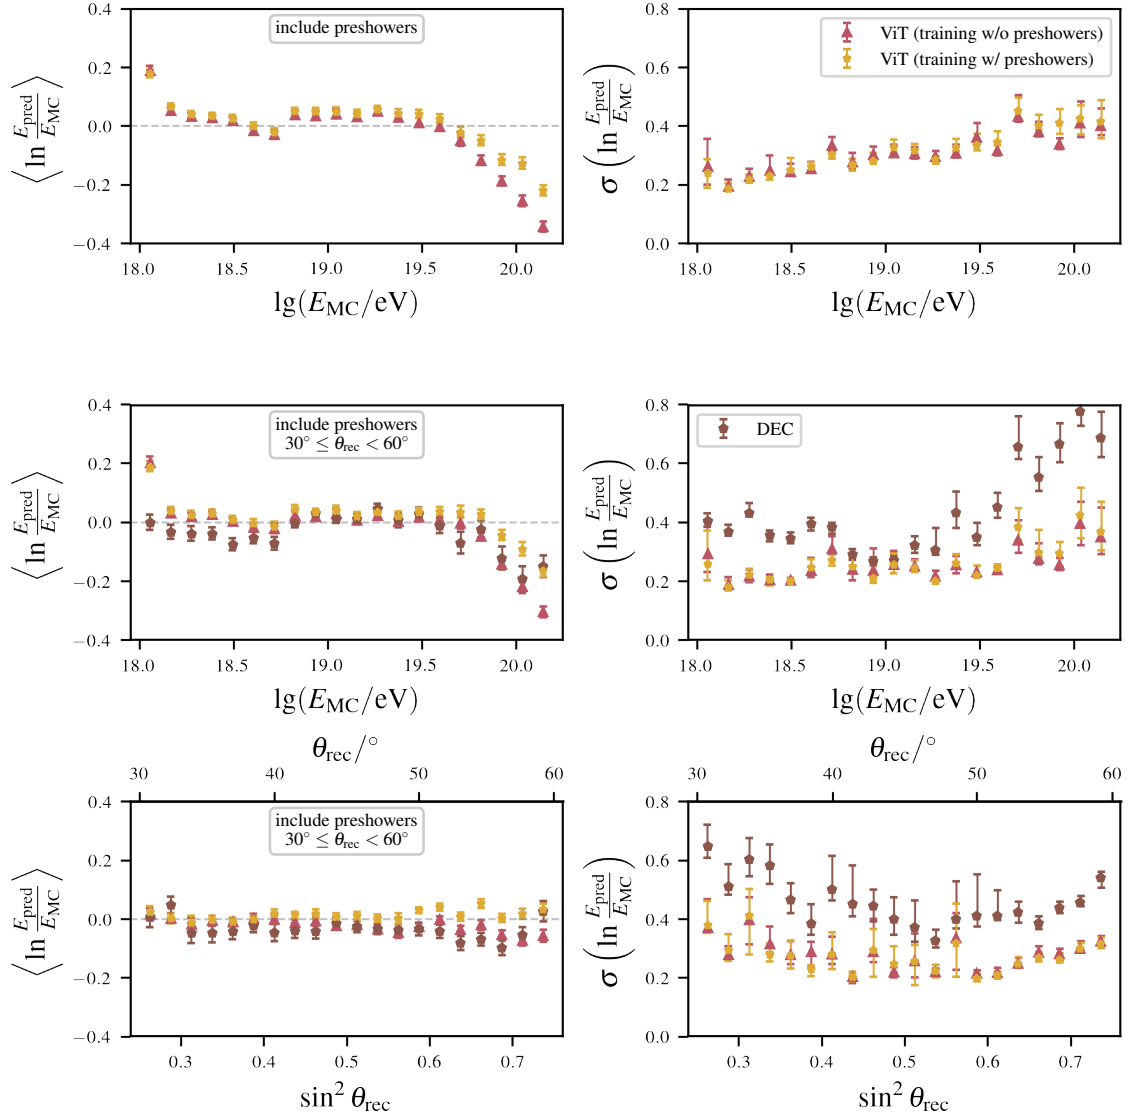 0.4
0.2
0.0
−0.2
−0.4
⟨ln E_pred/E_MC⟩
include preshowers
18.0 18.5 19.0 19.5 20.0
lg(E_MC/eV)
0.8
0.6
0.4
0.2
0.0
σ (ln E_pred/E_MC)
ViT (training w/o preshowers)
ViT (training w/ preshowers)
18.0 18.5 19.0 19.5 20.0
lg(E_MC/eV)
0.4
0.2
0.0
−0.2
−0.4
⟨ln E_pred/E_MC⟩
include preshowers
30° ≤ θ_rec < 60°
18.0 18.5 19.0 19.5 20.0
lg(E_MC/eV)
0.8
0.6
0.4
0.2
0.0
σ (ln E_pred/E_MC)
DEC
18.0 18.5 19.0 19.5 20.0
lg(E_MC/eV)
θ_rec/°
30 40 50 60
0.4
0.2
0.0
−0.2
−0.4
⟨ln E_pred/E_MC⟩
include preshowers
30° ≤ θ_rec < 60°
0.3 0.4 0.5 0.6 0.7
sin² θ_rec
θ_rec/°
30 40 50 60
0.8
0.6
0.4
0.2
0.0
σ (ln E_pred/E_MC)
0.3 0.4 0.5 0.6 0.7
sin² θ_rec